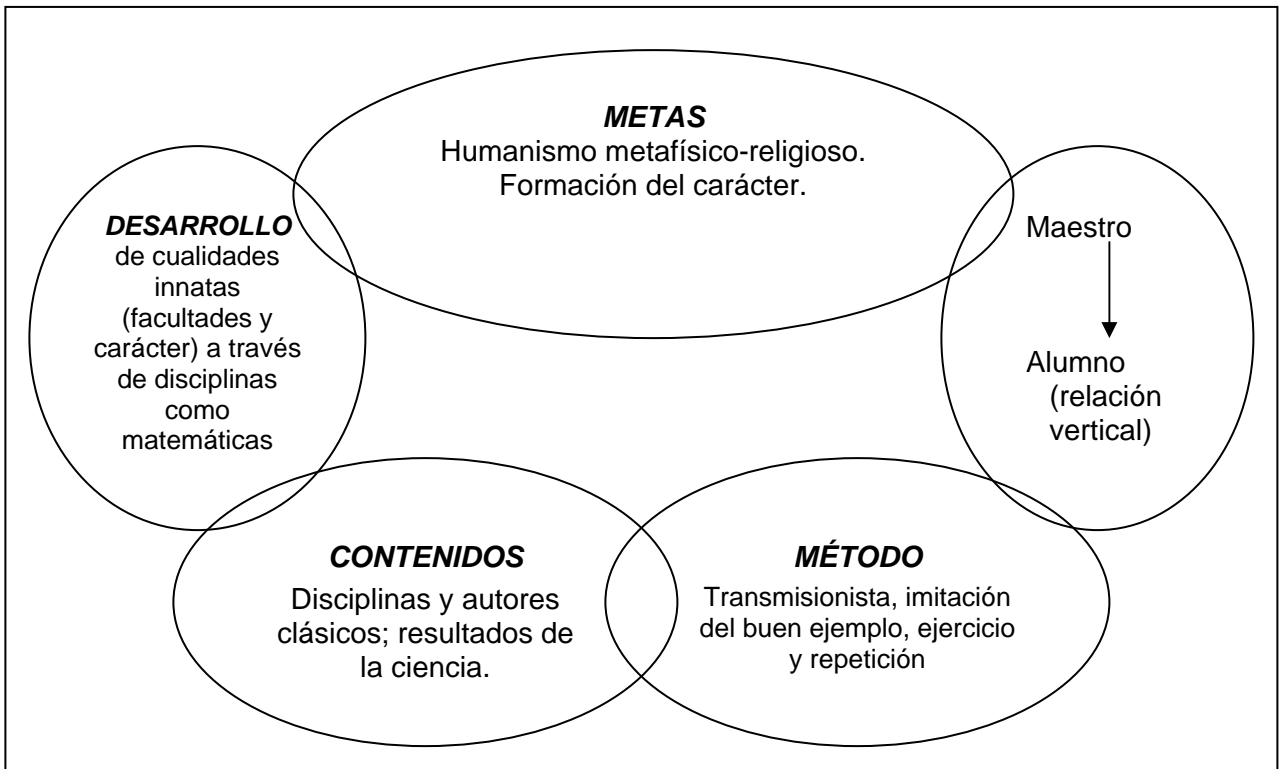 METAS
Humanismo metafísico-religioso.
Formación del carácter.
DESARROLLO
de cualidades
innatas
(facultades y
carácter) a través
de disciplinas
como
matemáticas
Maestro
Alumno
(relación
vertical)
CONTENIDOS
Disciplinas y autores
clásicos; resultados de
la ciencia.
MÉTODO
Transmisionista, imitación
del buen ejemplo, ejercicio
y repetición